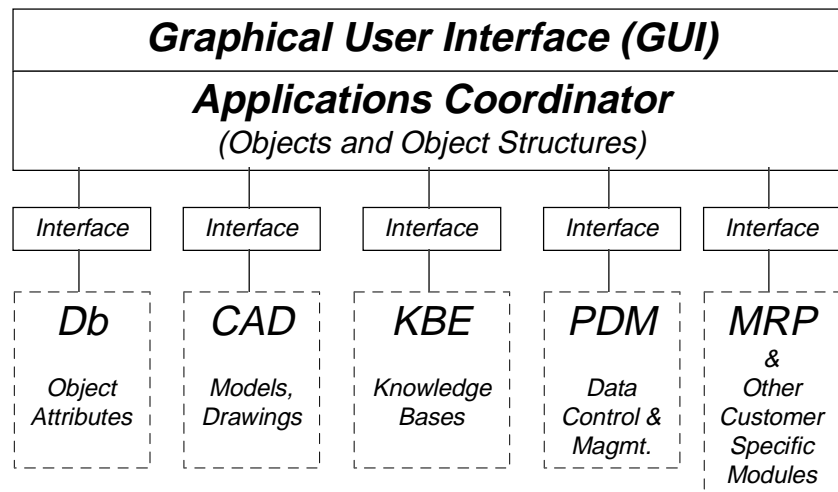 Graphical User Interface (GUI)
Applications Coordinator
(Objects and Object Structures)
Interface
Interface
Interface
Interface
Interface
Db
Object
Attributes
CAD
Models,
Drawings
KBE
Knowledge
Bases
PDM
Data
Control &
Magmt.
MRP
&
Other
Customer
Specific
Modules